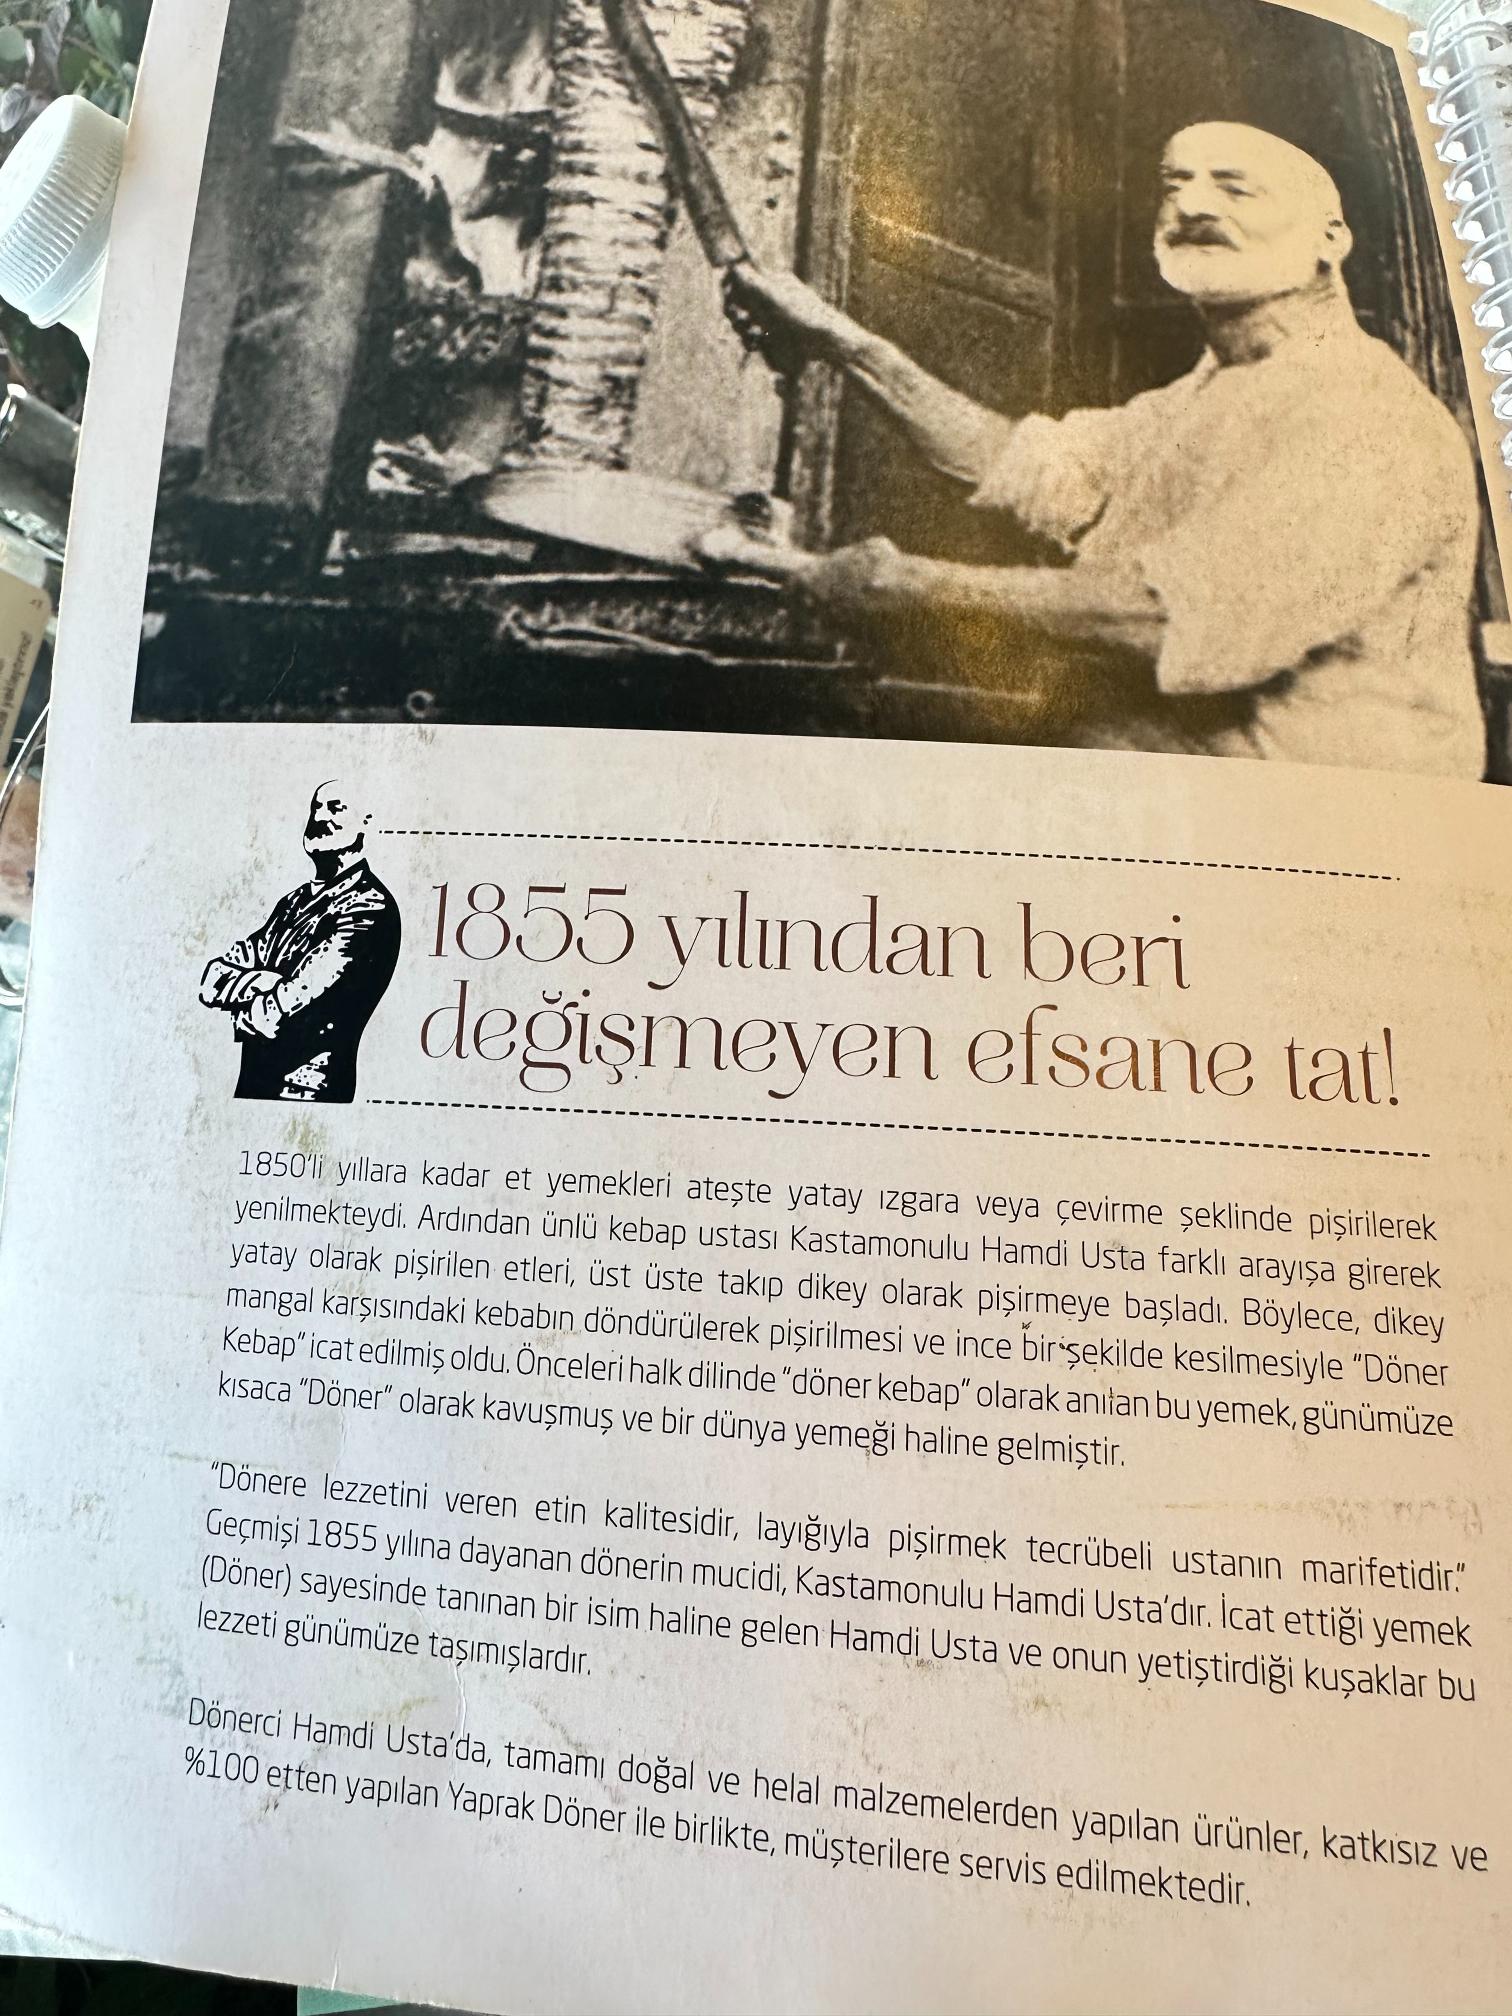 1855 yılından beri
değişmeyen efsane tat!
1850'li yıllara kadar et yemekleri ateşte yatay ızgara veya çevirme şeklinde pişirilerek
yenilmekteydi. Ardından ünlü kebap ustası Kastamonulu Hamdi Usta farklı arayışa girerek
yatay olarak pişirilen etleri, üst üste takıp dikey olarak pişirmeye başladı. Böylece, dikey
mangal karşısındaki kebabın döndürülerek pişirilmesi ve ince bir şekilde kesilmesiyle "Döner
Kebap" icat edilmiş oldu. Önceleri halk dilinde "döner kebap" olarak anılan bu yemek, günümüze
kısaca "Döner" olarak kavuşmuş ve bir dünya yemeği haline gelmiştir.
"Dönere lezzetini veren etin kalitesidir, layığıyla pişirmek tecrübeli ustanın marifetidir."
Geçmişi 1855 yılına dayanan dönerin mucidi, Kastamonulu Hamdi Usta'dır. İcat ettiği yemek
(Döner) sayesinde tanınan bir isim haline gelen Hamdi Usta ve onun yetiştirdiği kuşaklar bu
lezzeti günümüze taşımışlardır.
Dönerci Hamdi Usta'da, tamamı doğal ve helal malzemelerden yapılan ürünler, katkısız ve
%100 etten yapılan Yaprak Döner ile birlikte, müşterilere servis edilmektedir.